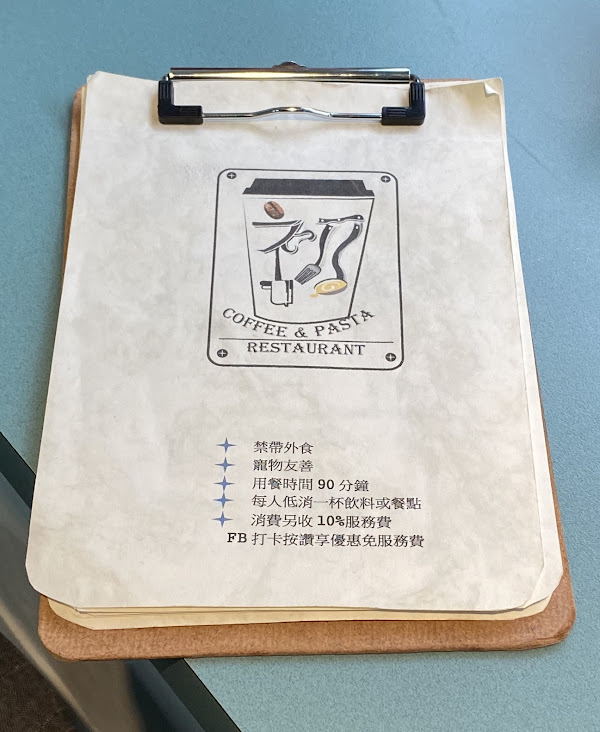 COFFEE & PASTA
RESTAURANT
禁帶外食
寵物友善
用餐時間 90 分鐘
每人低消一杯飲料或餐點
消費另收 10%服務費
FB 打卡按讚享優惠免服務費